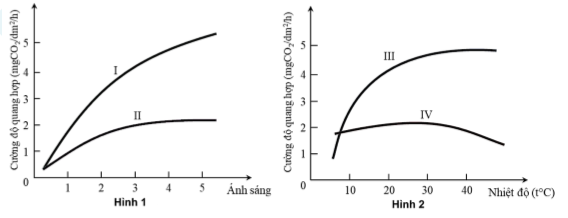 Cường độ quang hợp (mgCO₂/dm²/h)
5
4
3
2
1
0
I
II
1 2 3 4 5
Ánh sáng
Hình 1
Cường độ quang hợp (mgCO₂/dm²/h)
5
4
3
2
1
0
III
IV
10 20 30 40
Nhiệt độ (t°C)
Hình 2